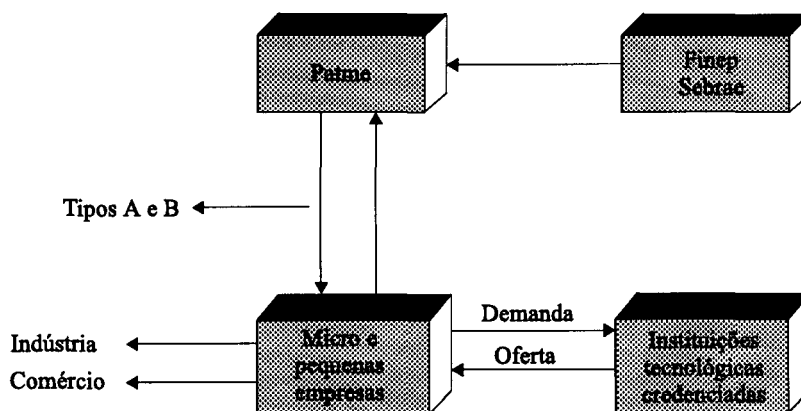 Patme
Finep
Sebrae
Tipos A e B
Micro e
pequenas
empresas
Demanda
Oferta
Instituições
tecnológicas
credenciadas
Indústria
Comércio